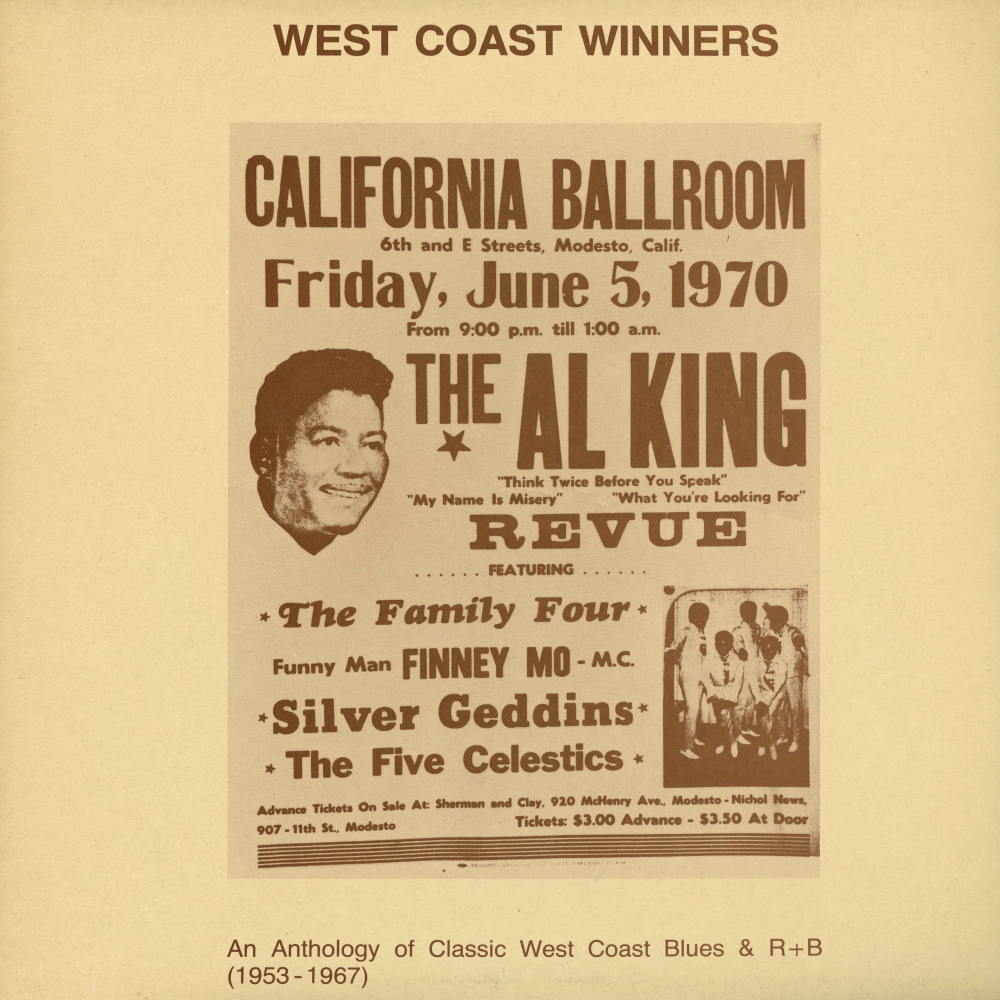 WEST COAST WINNERS
CALIFORNIA BALLROOM
6th and E Streets, Modesto, Calif.
Friday, June 5, 1970
From 9:00 p.m. till 1:00 a.m.
THE AL KING
"Think Twice Before You Speak"
"My Name Is Misery" "What You're Looking For"
REVUE
...... FEATURING ......
The Family Four
Funny Man FINNEY MO - M.C.
Silver Geddins
The Five Celestics
Advance Tickets On Sale At: Sherman and Clay, 920 McHenry Ave., Modesto - Nichol News,
907 - 11th St., Modesto Tickets: $3.00 Advance - $3.50 At Door
An Anthology of Classic West Coast Blues & R+B
(1953 - 1967)